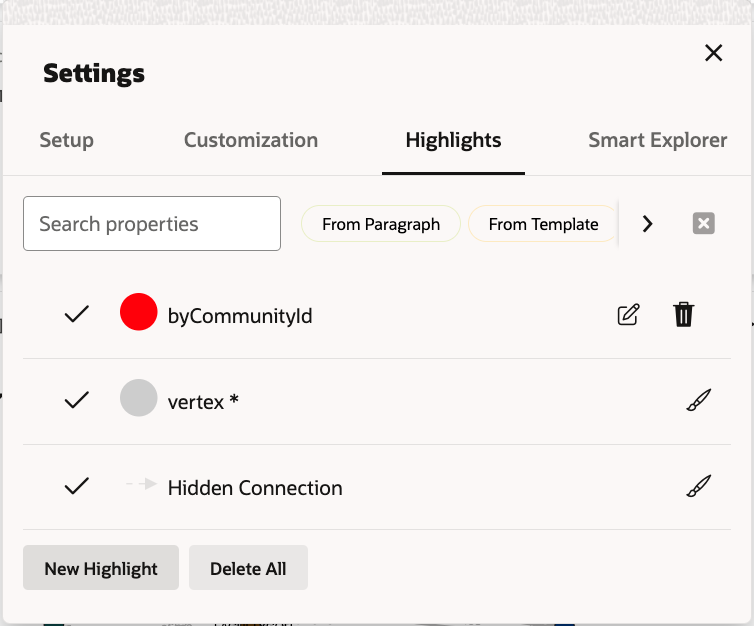 Settings
Setup Customization Highlights Smart Explorer
Search properties From Paragraph From Template
byCommunityId
vertex *
Hidden Connection
New Highlight Delete All